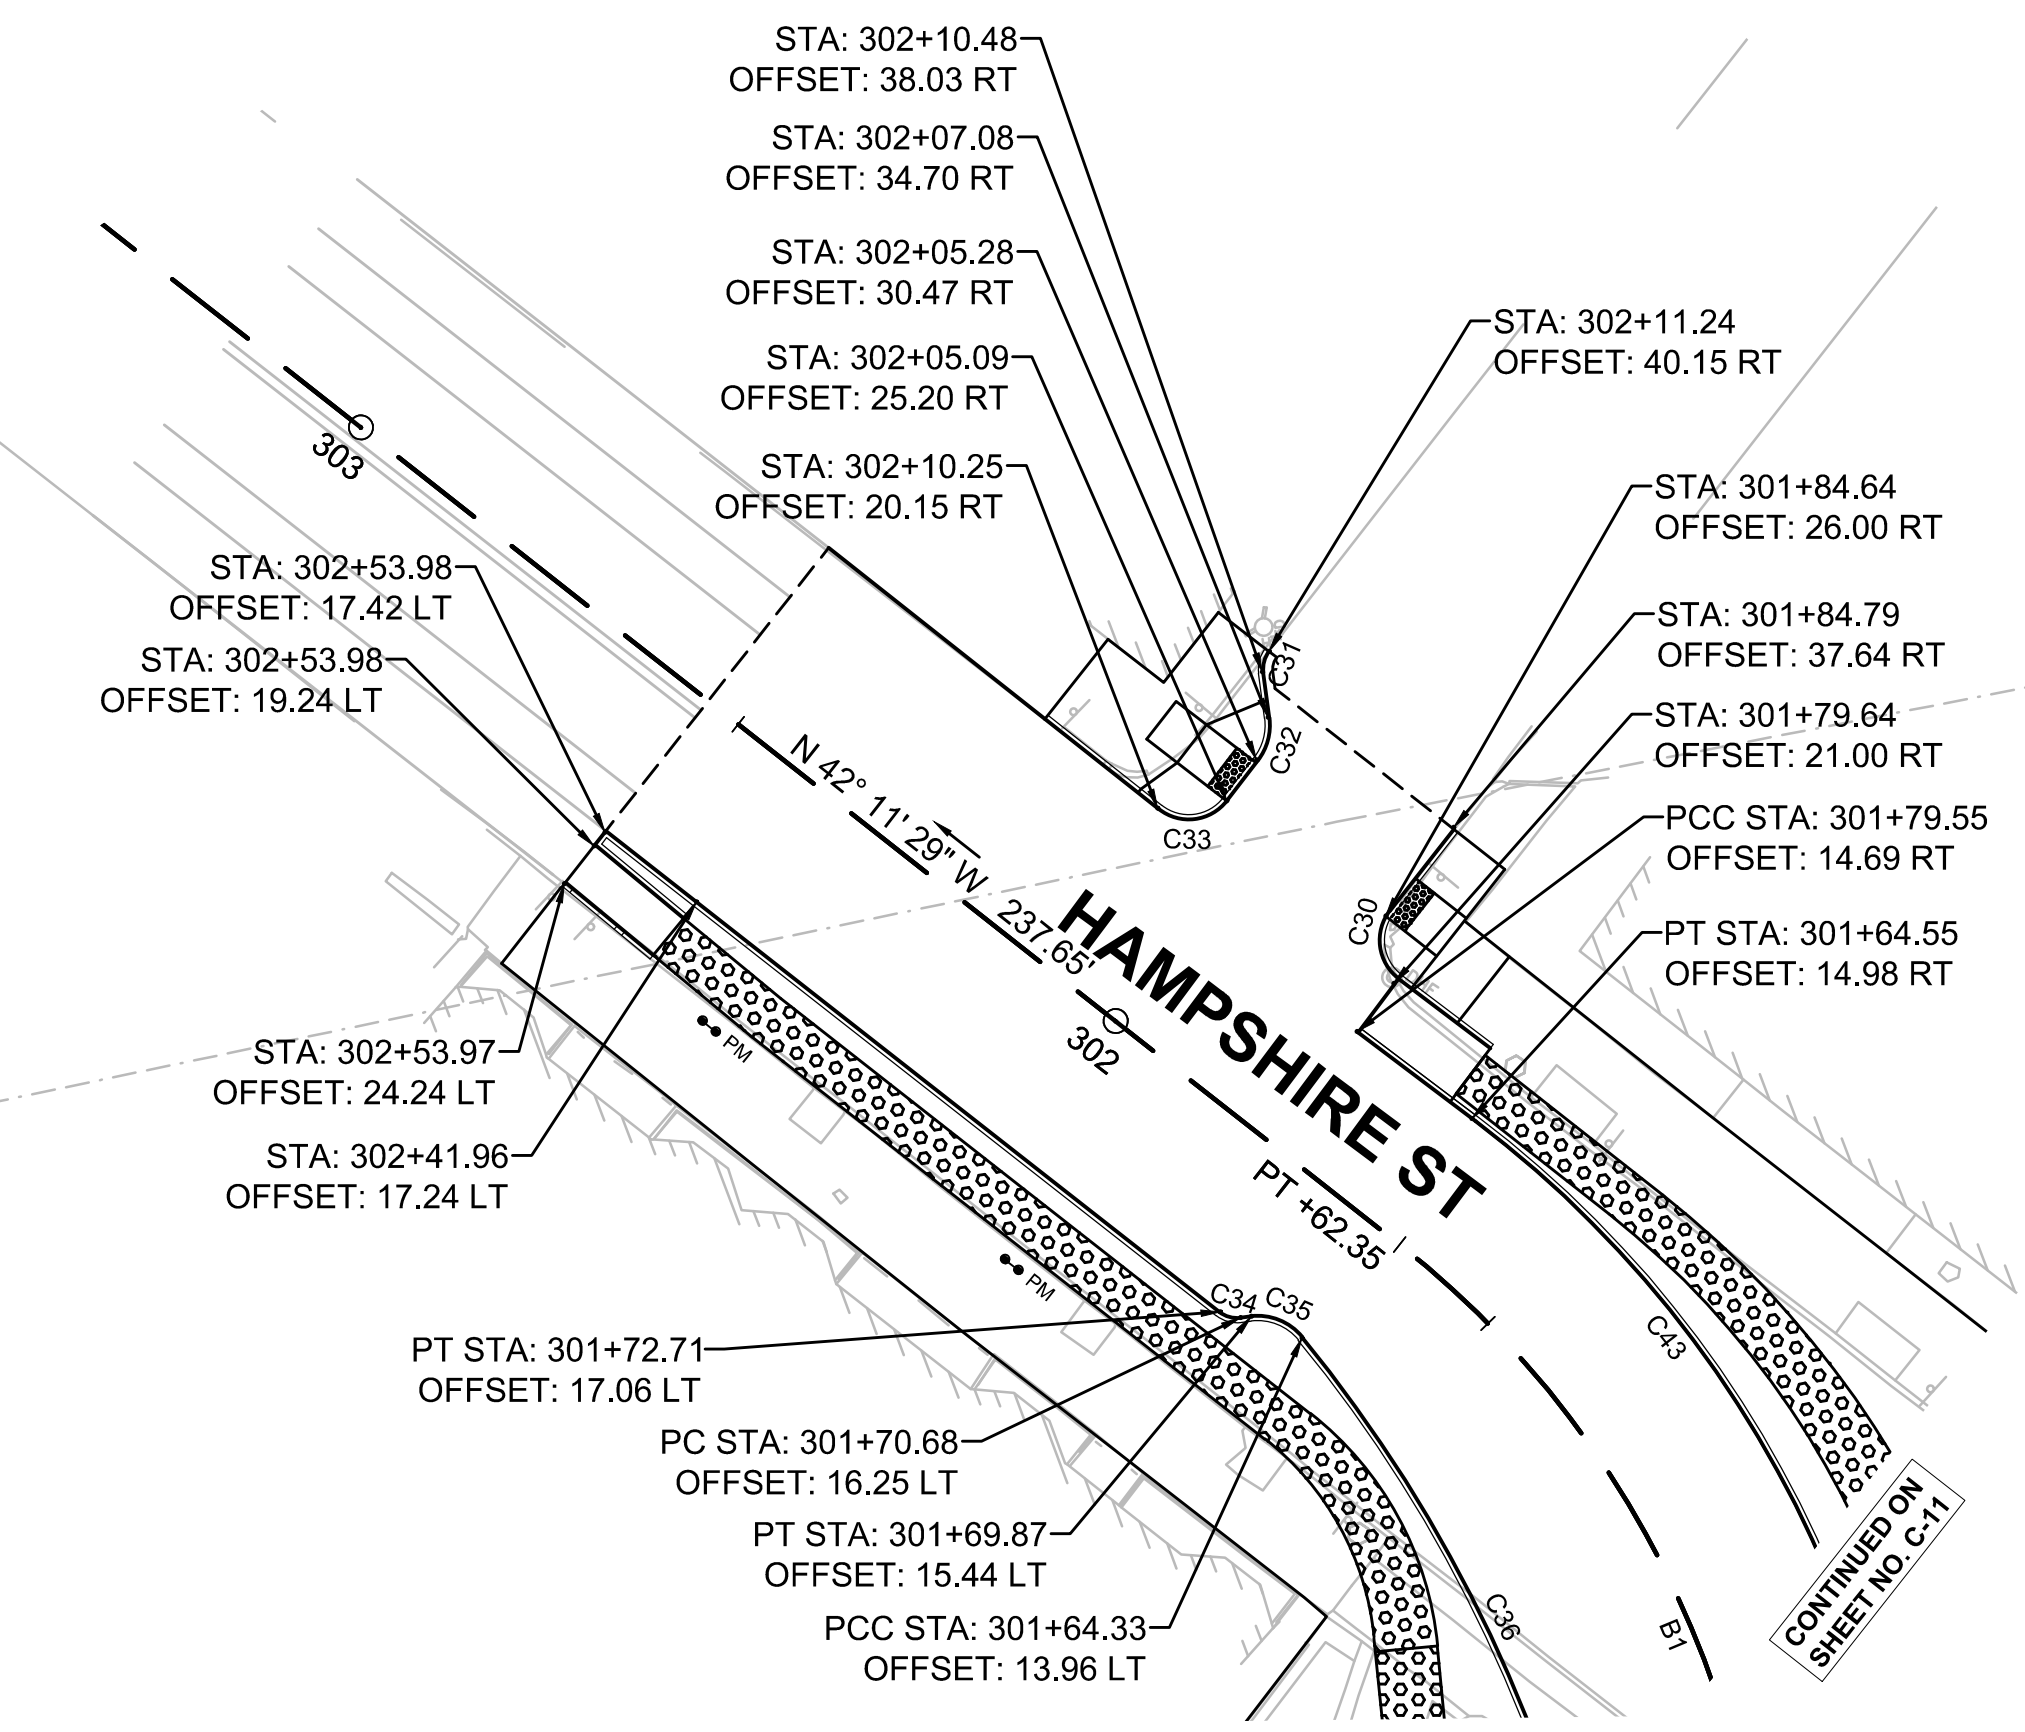 STA: 302+10.48
OFFSET: 38.03 RT
STA: 302+07.08
OFFSET: 34.70 RT
STA: 302+05.28
OFFSET: 30.47 RT
STA: 302+05.09
OFFSET: 25.20 RT
STA: 302+10.25
OFFSET: 20.15 RT
STA: 302+11.24
OFFSET: 40.15 RT
STA: 301+84.64
OFFSET: 26.00 RT
STA: 301+84.79
OFFSET: 37.64 RT
STA: 301+79.64
OFFSET: 21.00 RT
PCC STA: 301+79.55
OFFSET: 14.69 RT
PT STA: 301+64.55
OFFSET: 14.98 RT
303
STA: 302+53.98
OFFSET: 17.42 LT
STA: 302+53.98
OFFSET: 19.24 LT
C31
C32
C33
C30
N 42° 11' 29" W
237.65'
HAMPSHIRE ST
302
PT +62.35
STA: 302+53.97
OFFSET: 24.24 LT
STA: 302+41.96
OFFSET: 17.24 LT
PM
PM
C34
C35
C43
PT STA: 301+72.71
OFFSET: 17.06 LT
PC STA: 301+70.68
OFFSET: 16.25 LT
PT STA: 301+69.87
OFFSET: 15.44 LT
PCC STA: 301+64.33
OFFSET: 13.96 LT
C36
B1
CONTINUED ON
SHEET NO. C-11